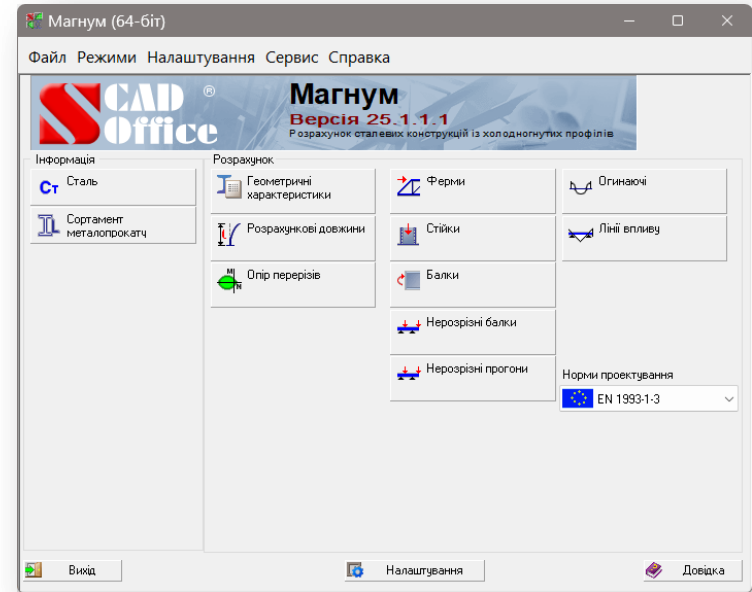 Магнум (64-біт)
Файл Режими Налаштування Сервис Справка
SCAD ®
Office
Магнум
Версія 25.1.1.1
Розрахунок сталевих конструкцій із холодногнутих профілів
Інформація
Ст Сталь
Сортамент
металопрокату
Розрахунок
Геометричні
характеристики
Розрахункові довжини
Опір перерізів
Ферми
Стійки
Балки
Нерозрізні балки
Нерозрізні прогони
Огинаючі
Лінії впливу
Норми проектування
EN 1993-1-3
Вихід
Налаштування
Довідка